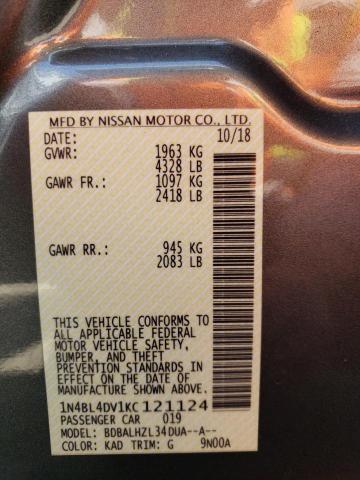 MFD BY NISSAN MOTOR CO., LTD.
DATE: 10/18
GVWR: 1963 KG
4328 LB
GAWR FR.: 1097 KG
2418 LB
GAWR RR.: 945 KG
2083 LB
THIS VEHICLE CONFORMS TO
ALL APPLICABLE FEDERAL
MOTOR VEHICLE SAFETY,
BUMPER, AND THEFT
PREVENTION STANDARDS IN
EFFECT ON THE DATE OF
MANUFACTURE SHOWN ABOVE.
1N4BL4DV1KC121124
PASSENGER CAR 019
MODEL: BDBALHZL34DUA--A--
COLOR: KAD TRIM: G 9N00A